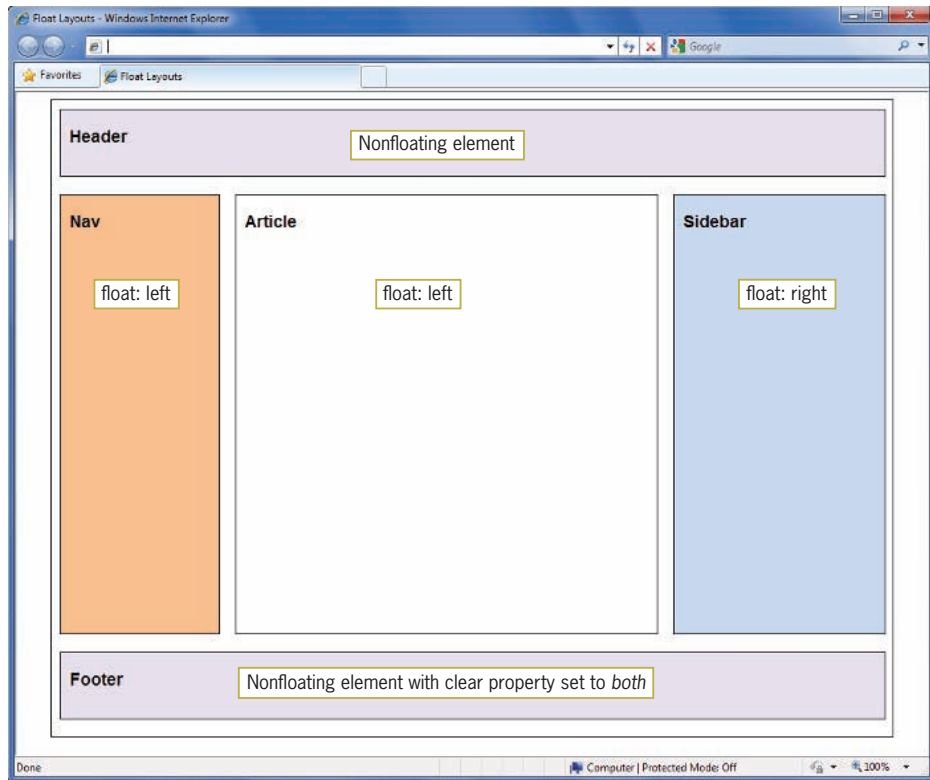 Float Layouts - Windows Internet Explorer
Google
Favorites
Float Layouts
Header
Nonfloating element
Nav
Article
Sidebar
float: left
float: left
float: right
Footer
Nonfloating element with clear property set to both
Done
Computer | Protected Mode: Off
100%